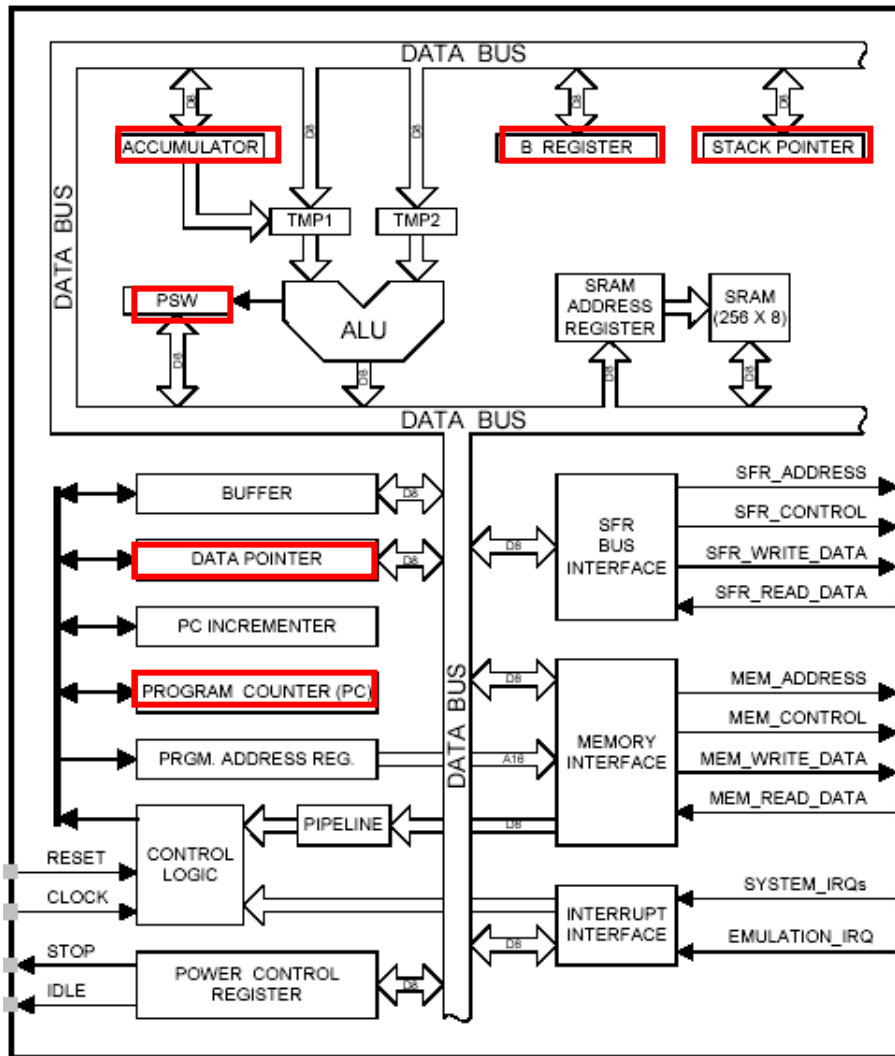 DATA BUS
D8
D8
D8
D8
D8
ACCUMULATOR
B REGISTER
STACK POINTER
DATA BUS
TMP1
TMP2
PSW
ALU
SRAM
ADDRESS
REGISTER
SRAM
(256 X 8)
D8
D8
D8
D8
DATA BUS
BUFFER
D8
DATA POINTER
D8
PC INCREMENTER
PROGRAM COUNTER (PC)
PRGM. ADDRESS REG.
A16
PIPELINE
D8
CONTROL
LOGIC
RESET
CLOCK
STOP
IDLE
POWER CONTROL
REGISTER
D8
DATA BUS
D8
SFR
BUS
INTERFACE
SFR_ADDRESS
SFR_CONTROL
SFR_WRITE_DATA
SFR_READ_DATA
D8
MEMORY
INTERFACE
MEM_ADDRESS
MEM_CONTROL
MEM_WRITE_DATA
MEM_READ_DATA
D8
INTERRUPT
INTERFACE
SYSTEM_IRQs
EMULATION_IRQ